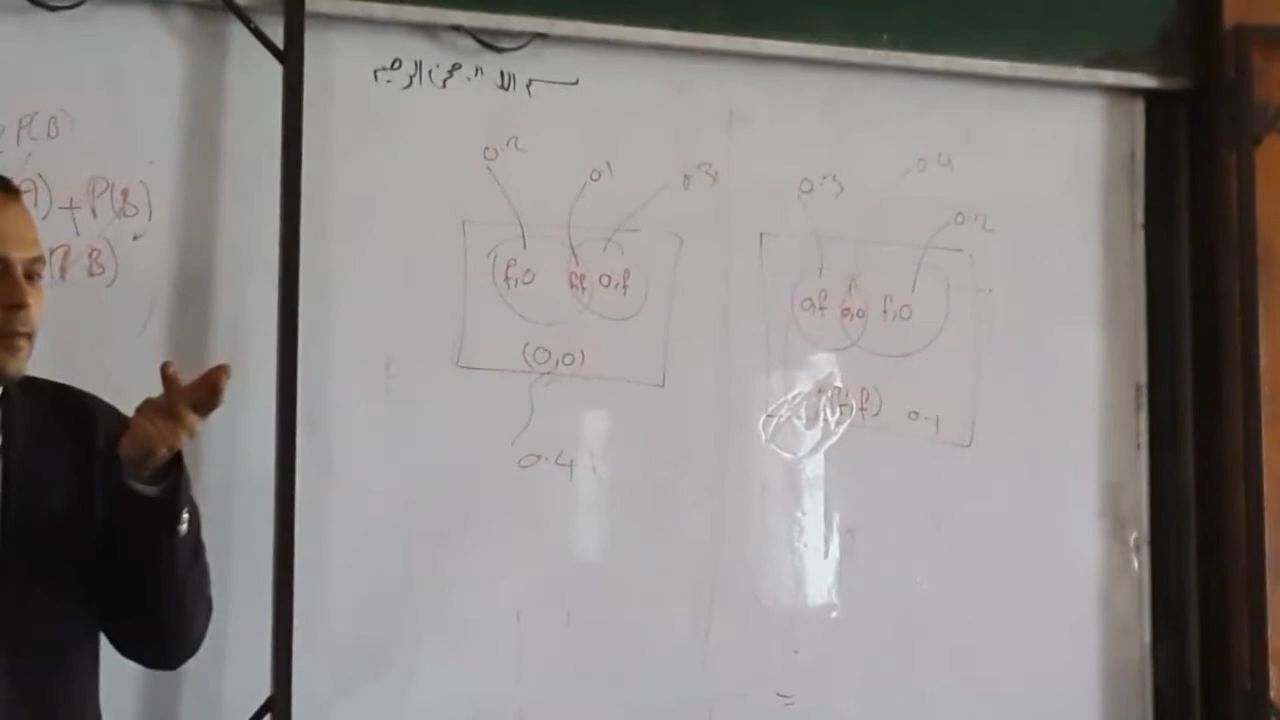 P(B)
A) + P(B)
∩ B)
بسم الله الرحمن الرحيم
0.2
0.1
0.3
f,0
f,f
0,f
(0,0)
0.4
0.3
0.4
0.2
0,f
0,0
f,0
(f,f)
0.1
=